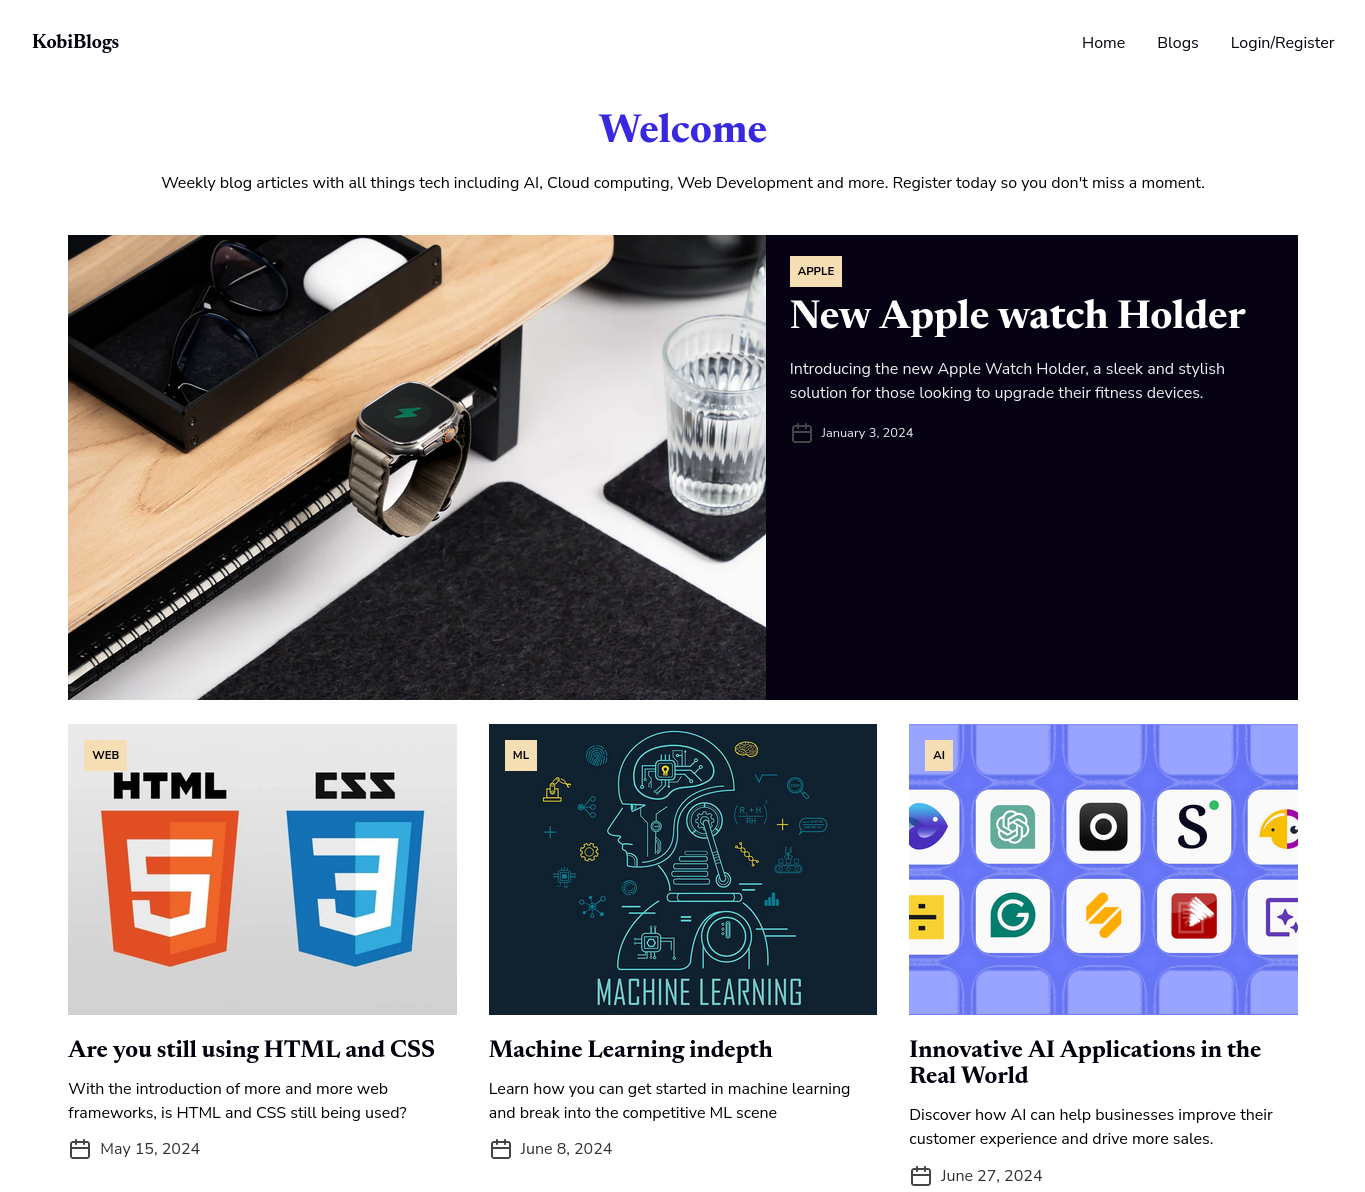 KobiBlogs
Home Blogs Login/Register
Welcome
Weekly blog articles with all things tech including AI, Cloud computing, Web Development and more. Register today so you don't miss a moment.
APPLE
New Apple watch Holder
Introducing the new Apple Watch Holder, a sleek and stylish
solution for those looking to upgrade their fitness devices.
January 3, 2024
WEB
HTML
CSS
5
3
Are you still using HTML and CSS
With the introduction of more and more web
frameworks, is HTML and CSS still being used?
May 15, 2024
ML
MACHINE LEARNING
Machine Learning indepth
Learn how you can get started in machine learning
and break into the competitive ML scene
June 8, 2024
AI
S
G
Innovative AI Applications in the
Real World
Discover how AI can help businesses improve their
customer experience and drive more sales.
June 27, 2024